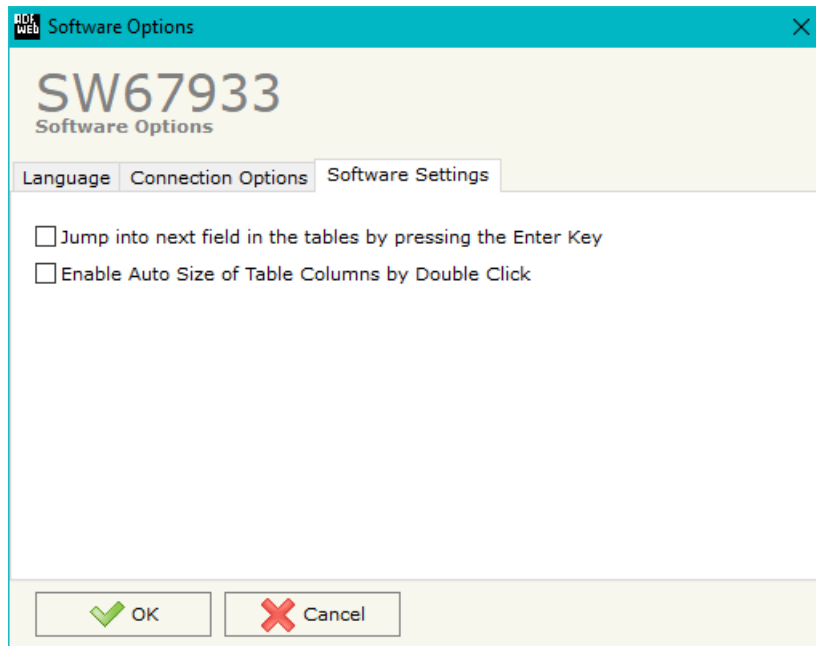 ADF
WEB
Software Options
SW67933
Software Options
Language Connection Options Software Settings
Jump into next field in the tables by pressing the Enter Key
Enable Auto Size of Table Columns by Double Click
OK Cancel